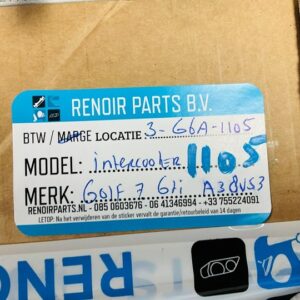 RENOIR PARTS B.V.
BTW / MARGE LOCATIE: 3-G6A-1105
MODEL: intercooler 1105
MERK: GOlF 7 Gti A3 8VS3
RENOIRPARTS.NL - 085 0603676 - 06 41346994 - +33 755224091
LETOP: Na het verwijderen van de sticker vervalt de garantie/retourbeleid van 14 dagen
RENO